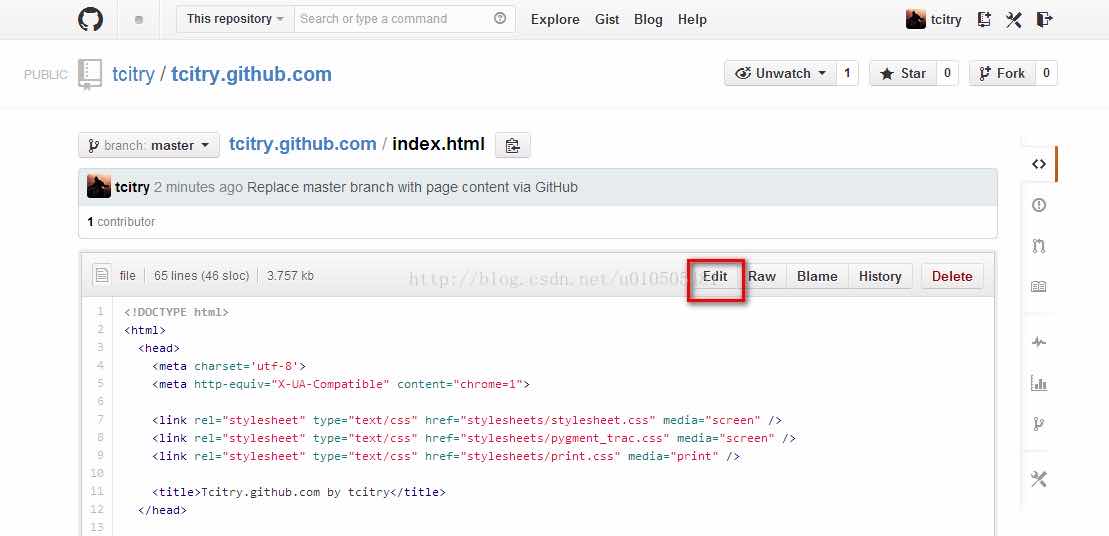 This repository Search or type a command Explore Gist Blog Help tcitry
PUBLIC tcitry / tcitry.github.com Unwatch 1 Star 0 Fork 0
branch: master tcitry.github.com / index.html
tcitry 2 minutes ago Replace master branch with page content via GitHub
1 contributor
file 65 lines (46 sloc) 3.757 kb Edit Raw Blame History Delete
1 <!DOCTYPE html>
2 <html>
3 <head>
4 <meta charset='utf-8'>
5 <meta http-equiv="X-UA-Compatible" content="chrome=1">
6
7 <link rel="stylesheet" type="text/css" href="stylesheets/stylesheet.css" media="screen" />
8 <link rel="stylesheet" type="text/css" href="stylesheets/pygment_trac.css" media="screen" />
9 <link rel="stylesheet" type="text/css" href="stylesheets/print.css" media="print" />
10
11 <title>Tcitry.github.com by tcitry</title>
12 </head>
13